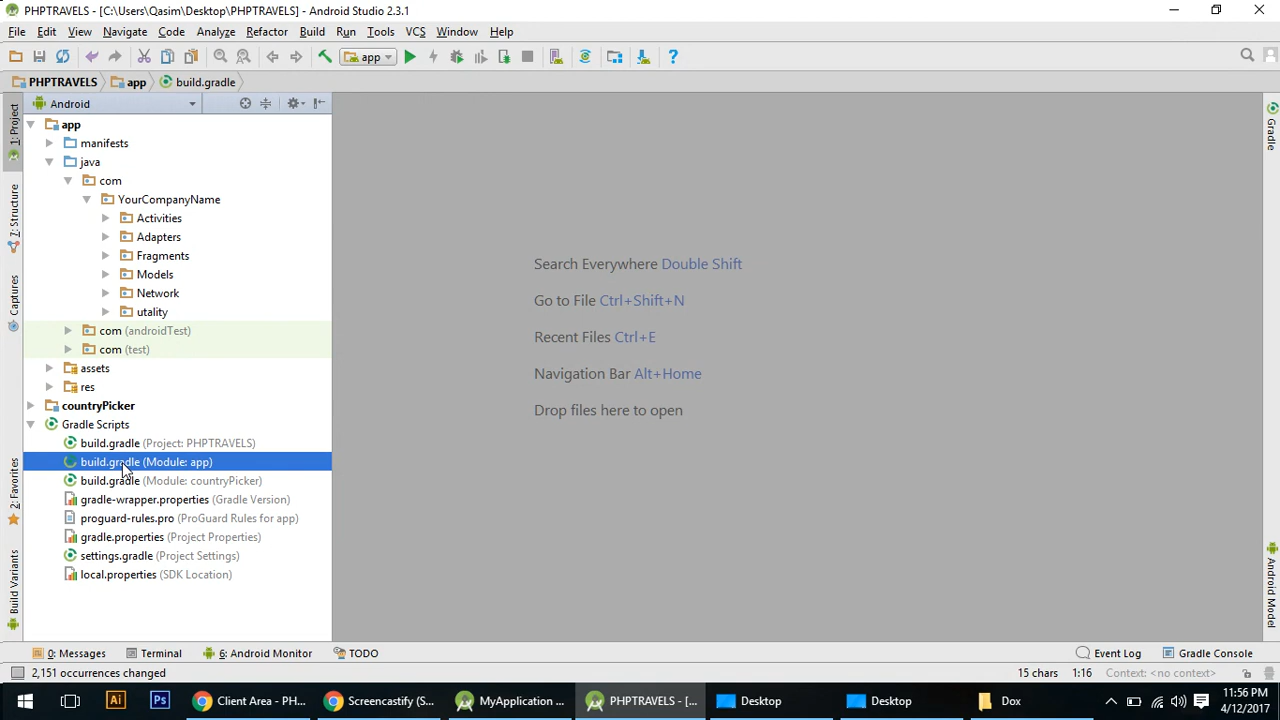 PHPTRAVELS - [C:\Users\Qasim\Desktop\PHPTRAVELS] - Android Studio 2.3.1
File Edit View Navigate Code Analyze Refactor Build Run Tools VCS Window Help
app
PHPTRAVELS app build.gradle
1: Project
7: Structure
Captures
2: Favorites
Build Variants
Android
app
manifests
java
com
YourCompanyName
Activities
Adapters
Fragments
Models
Network
utality
com (androidTest)
com (test)
assets
res
countryPicker
Gradle Scripts
build.gradle (Project: PHPTRAVELS)
build.gradle (Module: app)
build.gradle (Module: countryPicker)
gradle-wrapper.properties (Gradle Version)
proguard-rules.pro (ProGuard Rules for app)
gradle.properties (Project Properties)
settings.gradle (Project Settings)
local.properties (SDK Location)
Search Everywhere Double Shift
Go to File Ctrl+Shift+N
Recent Files Ctrl+E
Navigation Bar Alt+Home
Drop files here to open
Gradle
Android Model
0: Messages Terminal 6: Android Monitor TODO Event Log Gradle Console
2,151 occurrences changed 15 chars 1:16 Context: <no context>
Ai Ps Client Area - PH... Screencastify (S... MyApplication ... PHPTRAVELS - [... Desktop Desktop Dox
11:56 PM
4/12/2017